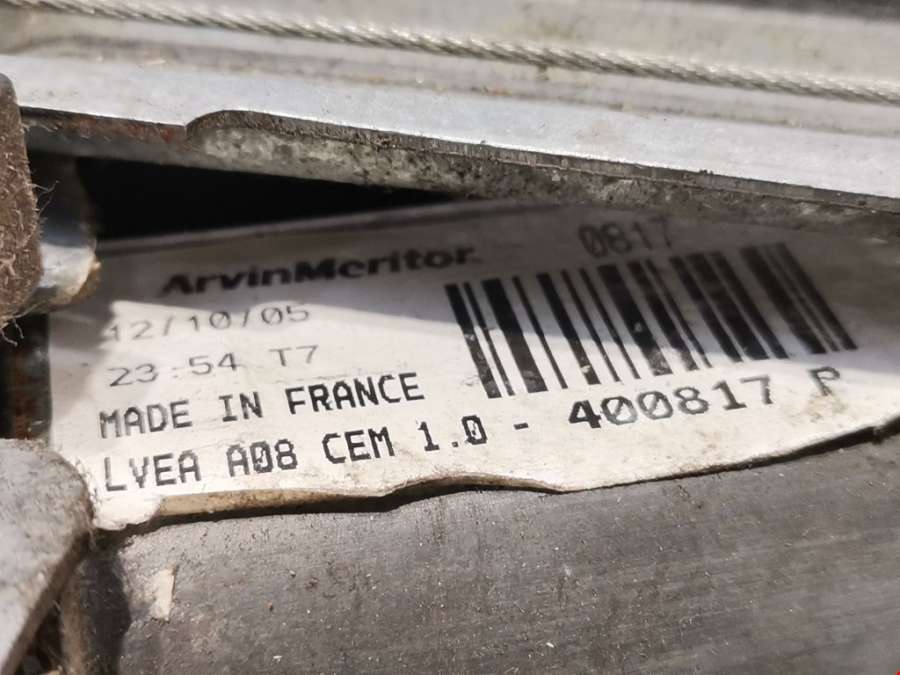 ArvinMeritor
0817
12/10/05
23:54 T7
MADE IN FRANCE
LVEA A08 CEM 1.0 - 400817 P